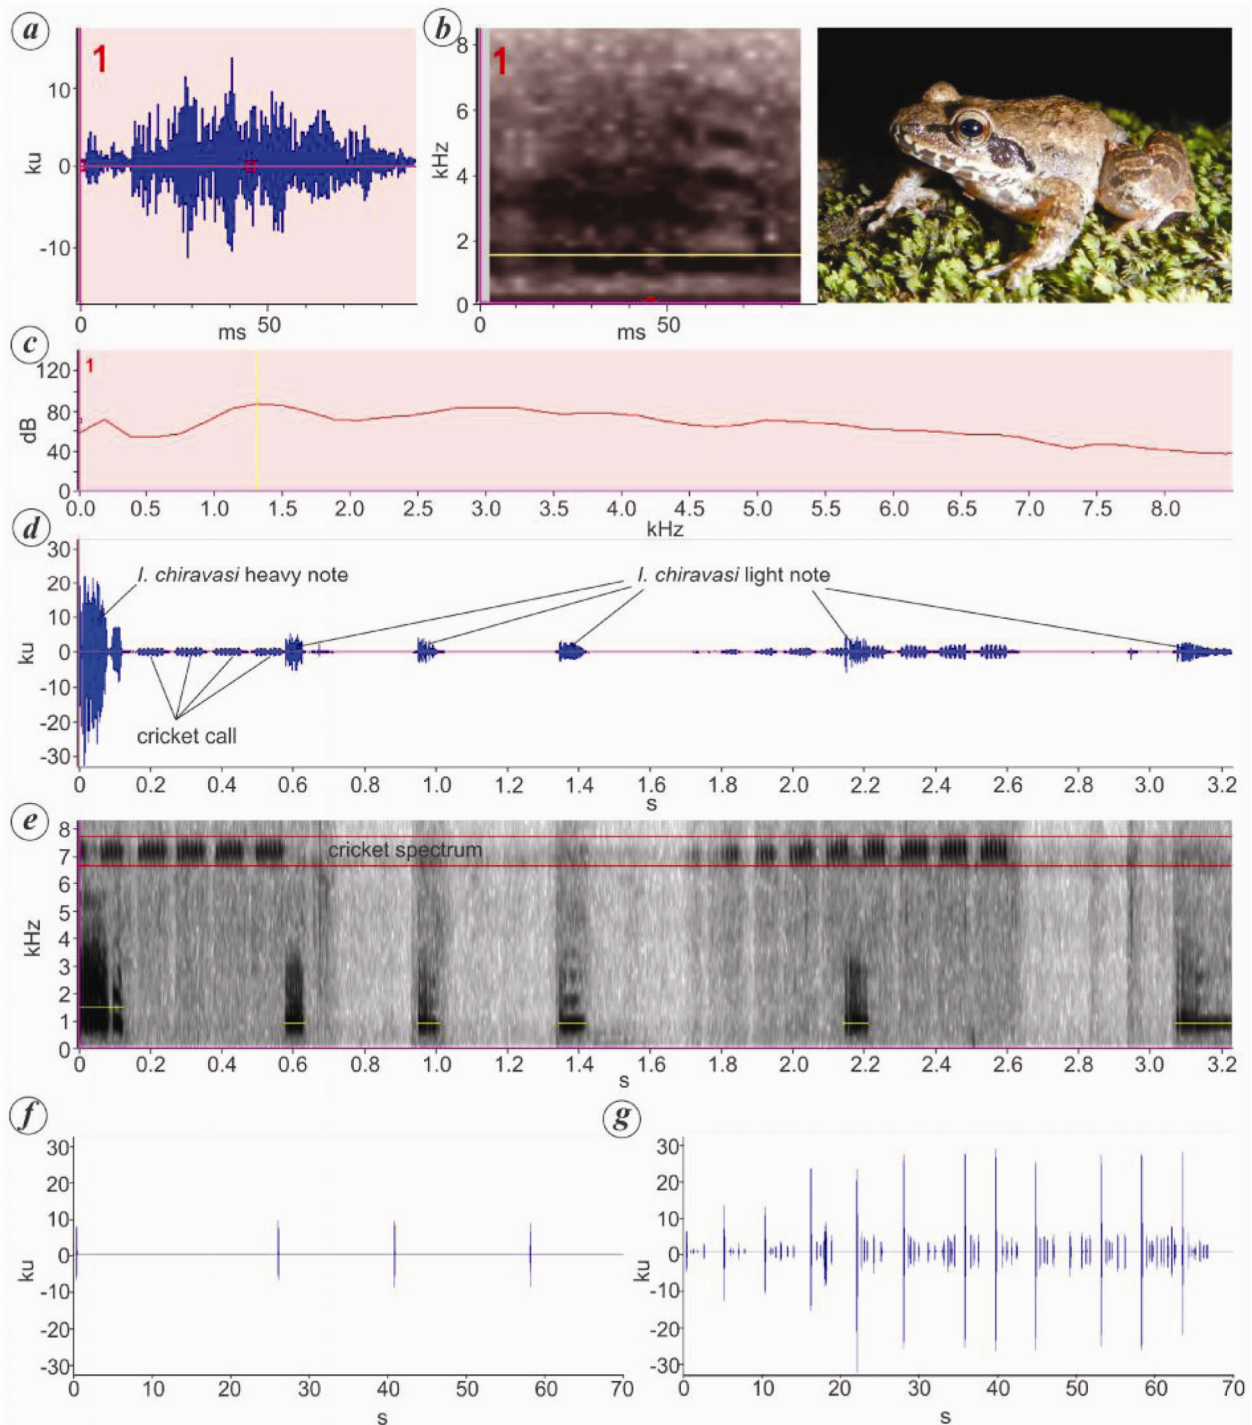 a
1
10
0
-10
ku
0
50
ms
b
1
8
6
4
2
0
kHz
0
50
ms
c
1
120
80
40
0
dB
0.0 0.5 1.0 1.5 2.0 2.5 3.0 3.5 4.0 4.5 5.0 5.5 6.0 6.5 7.0 7.5 8.0
kHz
d
30
20
10
0
-10
-20
-30
ku
I. chiravasi heavy note
I. chiravasi light note
cricket call
0 0.2 0.4 0.6 0.8 1.0 1.2 1.4 1.6 1.8 2.0 2.2 2.4 2.6 2.8 3.0 3.2
s
e
8
7
6
5
4
3
2
1
0
kHz
cricket spectrum
0 0.2 0.4 0.6 0.8 1.0 1.2 1.4 1.6 1.8 2.0 2.2 2.4 2.6 2.8 3.0 3.2
s
f
30
20
10
0
-10
-20
-30
ku
0 10 20 30 40 50 60 70
s
g
30
20
10
0
-10
-20
-30
ku
0 10 20 30 40 50 60 70
s